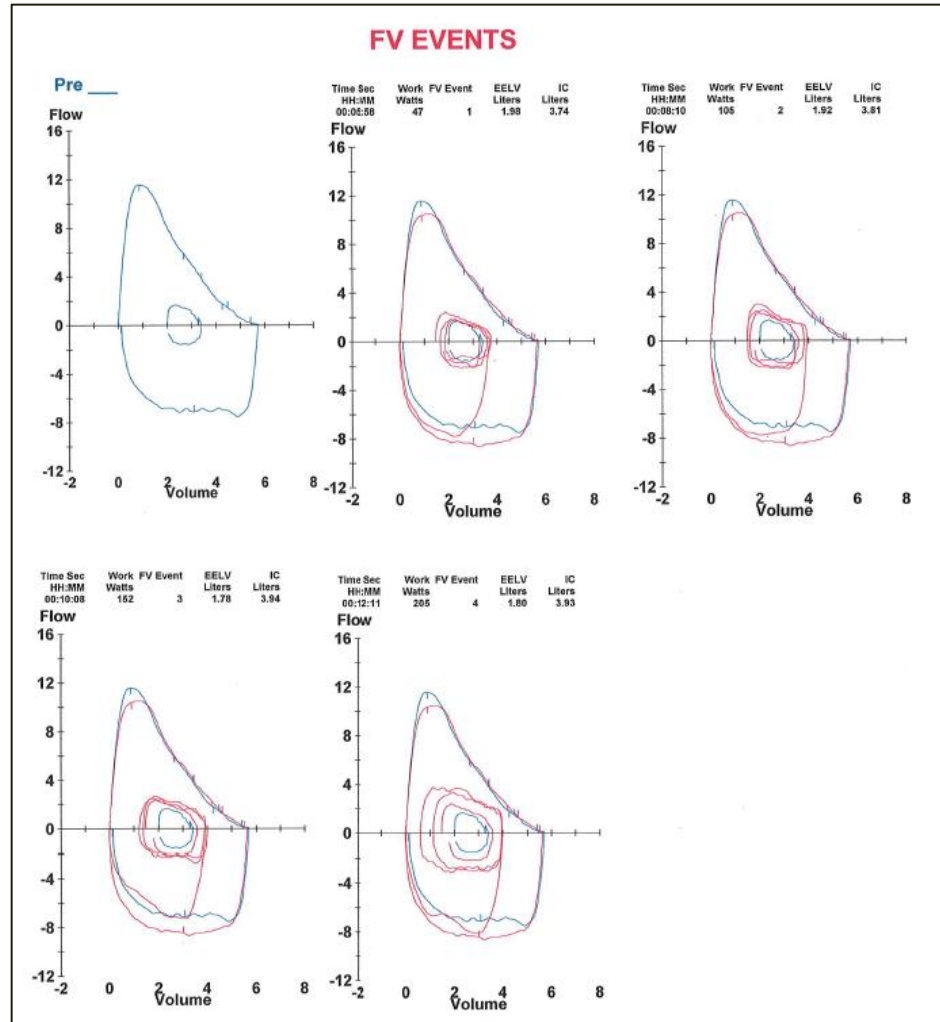 FV EVENTS
Pre ___
Flow
16
12
8
4
0
-4
-8
-12
-2 0 2 4 6 8
Volume
Time Sec Work FV Event EELV IC
HH:MM Watts Liters Liters
00:05:58 47 1 1.98 3.74
Flow
16
12
8
4
0
-4
-8
-12
-2 0 2 4 6 8
Volume
Time Sec Work FV Event EELV IC
HH:MM Watts Liters Liters
00:08:10 105 2 1.92 3.81
Flow
16
12
8
4
0
-4
-8
-12
-2 0 2 4 6 8
Volume
Time Sec Work FV Event EELV IC
HH:MM Watts Liters Liters
00:10:08 152 3 1.78 3.94
Flow
16
12
8
4
0
-4
-8
-12
-2 0 2 4 6 8
Volume
Time Sec Work FV Event EELV IC
HH:MM Watts Liters Liters
00:12:11 205 4 1.80 3.93
Flow
16
12
8
4
0
-4
-8
-12
-2 0 2 4 6 8
Volume